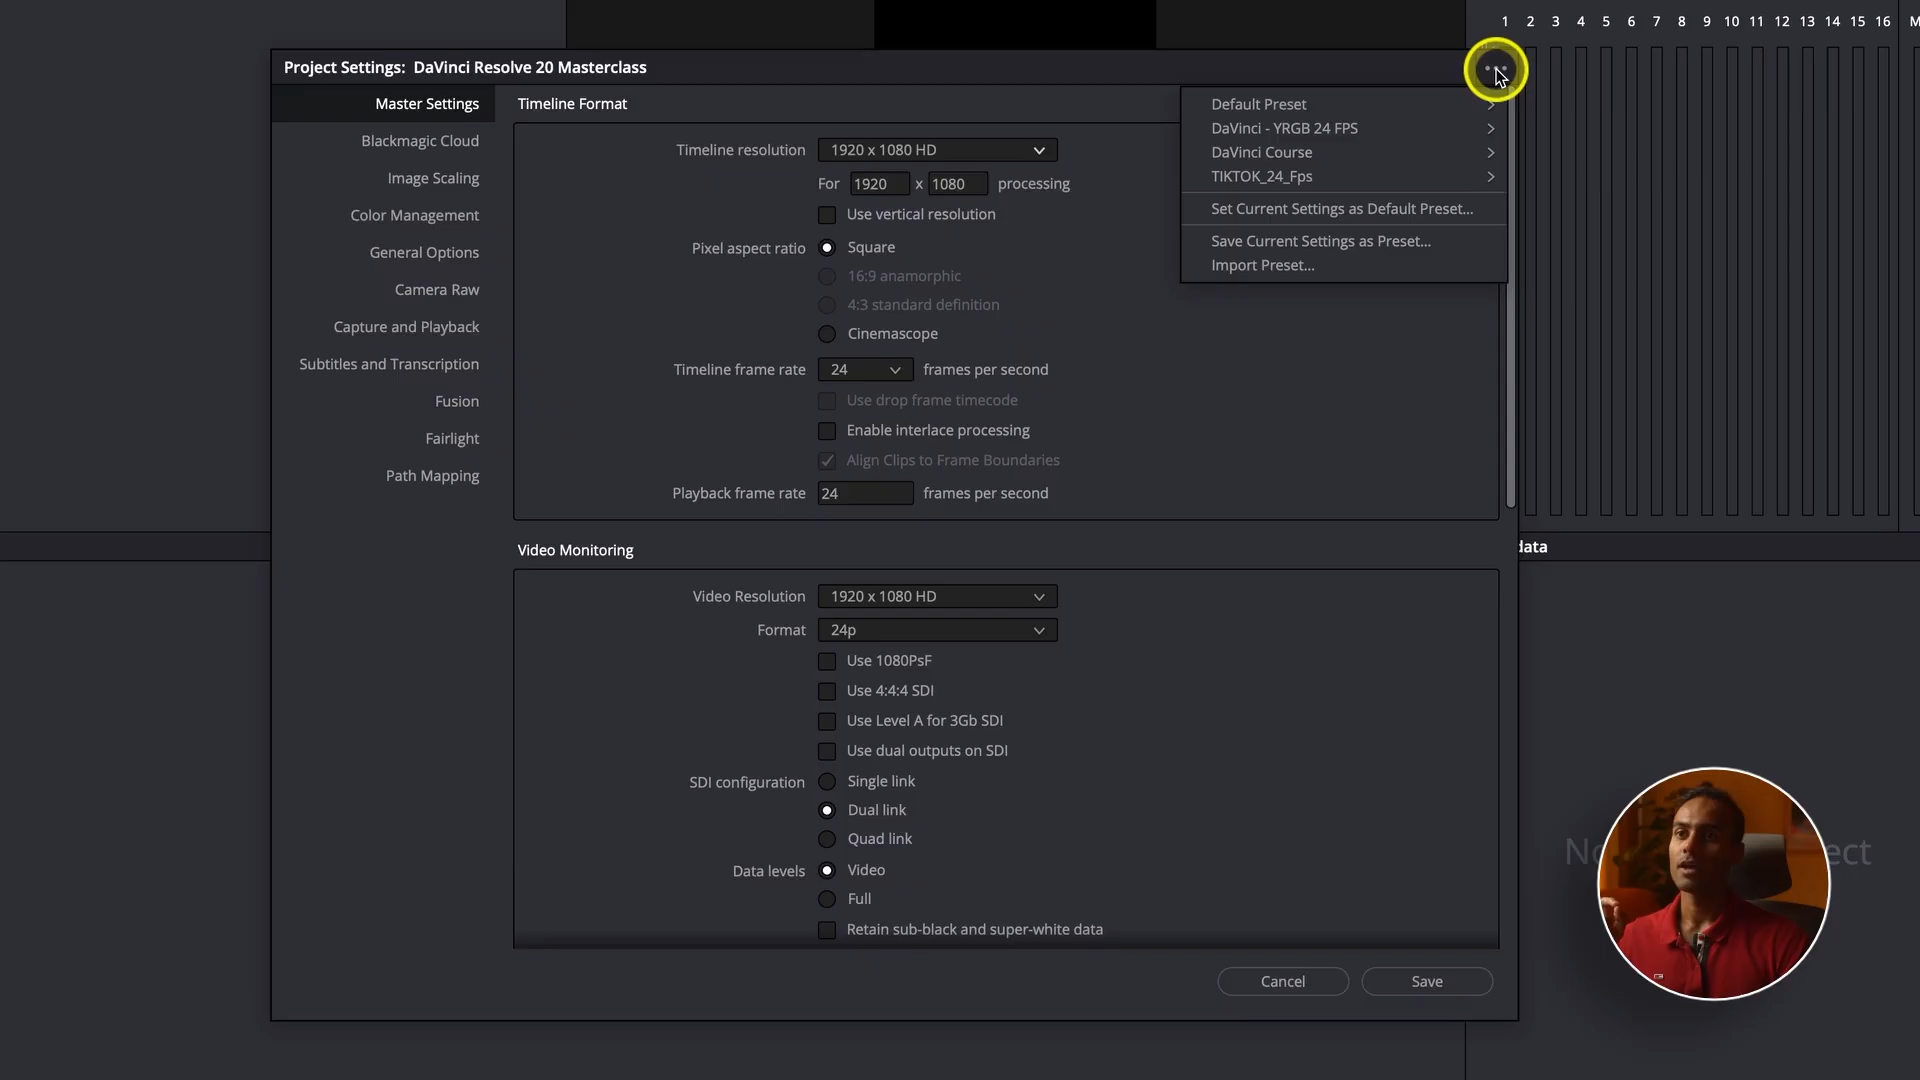 1 2 3 4 5 6 7 8 9 10 11 12 13 14 15 16 M
Project Settings: DaVinci Resolve 20 Masterclass
Master Settings
Blackmagic Cloud
Image Scaling
Color Management
General Options
Camera Raw
Capture and Playback
Subtitles and Transcription
Fusion
Fairlight
Path Mapping
Timeline Format
Timeline resolution 1920 x 1080 HD
For 1920 x 1080 processing
Use vertical resolution
Pixel aspect ratio Square
16:9 anamorphic
4:3 standard definition
Cinemascope
Timeline frame rate 24 frames per second
Use drop frame timecode
Enable interlace processing
Align Clips to Frame Boundaries
Playback frame rate 24 frames per second
Default Preset
DaVinci - YRGB 24 FPS
DaVinci Course
TIKTOK_24_Fps
Set Current Settings as Default Preset...
Save Current Settings as Preset...
Import Preset...
Video Monitoring
Video Resolution 1920 x 1080 HD
Format 24p
Use 1080PsF
Use 4:4:4 SDI
Use Level A for 3Gb SDI
Use dual outputs on SDI
SDI configuration Single link
Dual link
Quad link
Data levels Video
Full
Retain sub-black and super-white data
Cancel Save
data
No ect